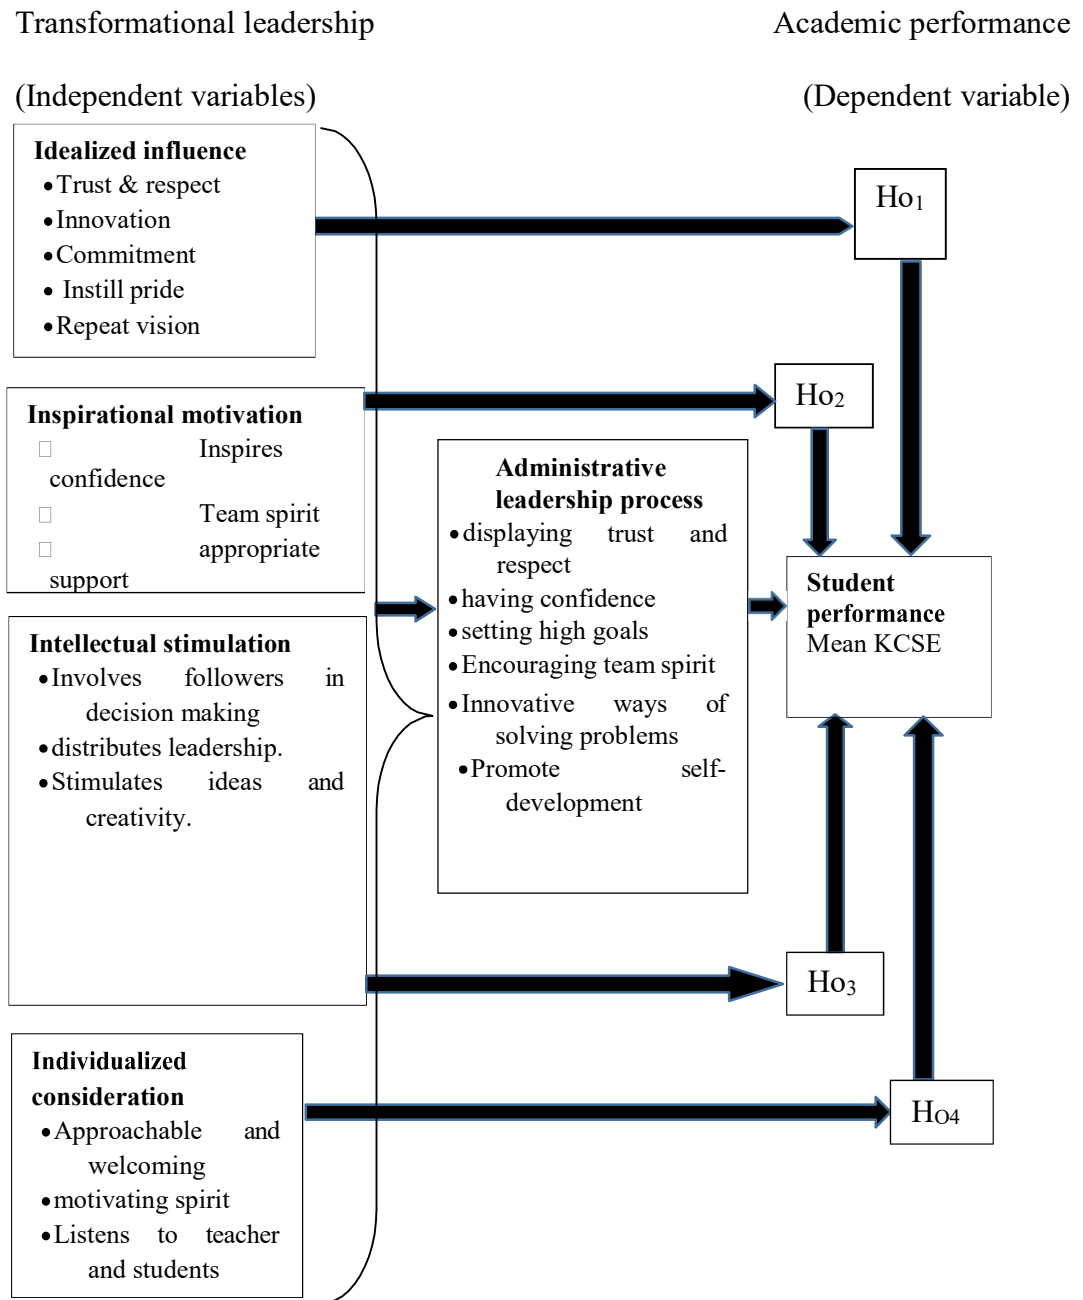 Transformational leadership
Academic performance
(Independent variables)
(Dependent variable)
Idealized influence
•Trust & respect
•Innovation
•Commitment
• Instill pride
•Repeat vision
Ho1
Inspirational motivation
□ Inspires
confidence
□ Team spirit
□ appropriate
support
Ho2
Administrative
leadership process
•displaying trust and
respect
•having confidence
•setting high goals
•Encouraging team spirit
•Innovative ways of
solving problems
•Promote self-
development
Student
performance
Mean KCSE
Intellectual stimulation
•Involves followers in
decision making
•distributes leadership.
•Stimulates ideas and
creativity.
Ho3
Individualized
consideration
•Approachable and
welcoming
•motivating spirit
•Listens to teacher
and students
HO4